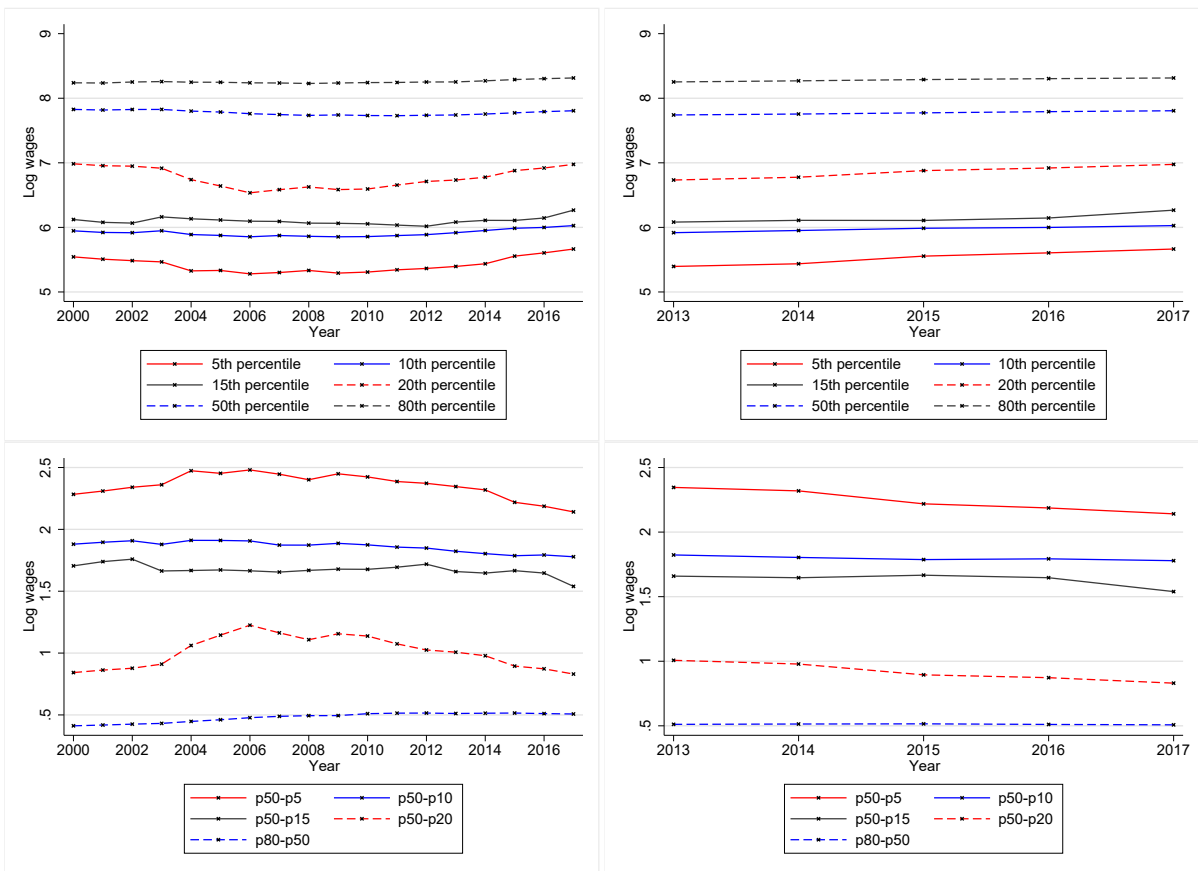 9
8
7
6
5
Log wages
2000 2002 2004 2006 2008 2010 2012 2014 2016
Year
5th percentile 10th percentile
15th percentile 20th percentile
50th percentile 80th percentile
9
8
7
6
5
Log wages
2013 2014 2015 2016 2017
Year
5th percentile 10th percentile
15th percentile 20th percentile
50th percentile 80th percentile
2.5
2
1.5
1
.5
Log wages
2000 2002 2004 2006 2008 2010 2012 2014 2016
Year
p50-p5 p50-p10
p50-p15 p50-p20
p80-p50
2.5
2
1.5
1
.5
Log wages
2013 2014 2015 2016 2017
Year
p50-p5 p50-p10
p50-p15 p50-p20
p80-p50